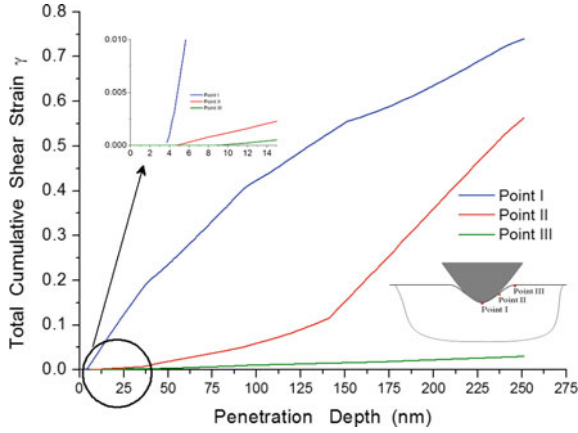 Total Cumulative Shear Strain γ
0.8
0.7
0.6
0.5
0.4
0.3
0.2
0.1
0.0
0 25 50 75 100 125 150 175 200 225 250 275
Penetration Depth (nm)
0.010
0.005
0.000
0 2 4 6 8 10 12 14
Point I
Point II
Point III
Point I
Point II
Point III
Point III
Point II
Point I